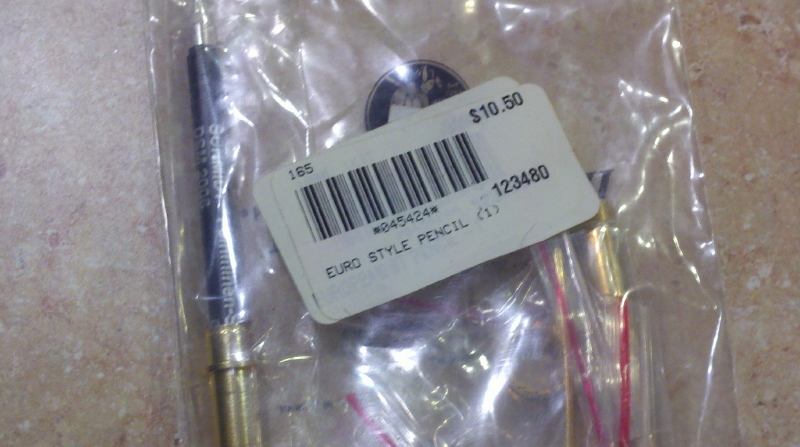 $10.50
165
*045424*
123480
EURO STYLE PENCIL (1)